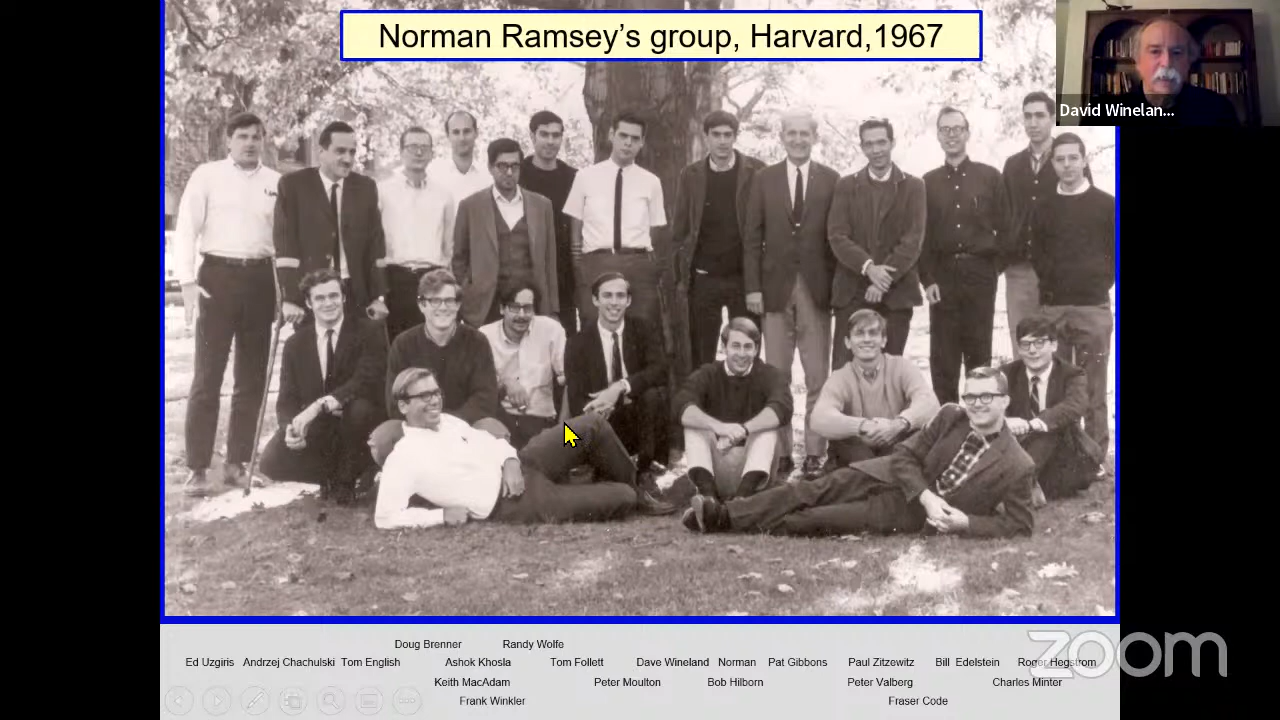 Norman Ramsey's group, Harvard,1967
David Winelan...
Doug Brenner Randy Wolfe
Ed Uzgiris Andrzej Chachulski Tom English Ashok Khosla Tom Follett Dave Wineland Norman Pat Gibbons Paul Zitzewitz Bill Edelstein Roger Hegstrom
Keith MacAdam Peter Moulton Bob Hilborn Peter Valberg Charles Minter
Frank Winkler Fraser Code
zoom